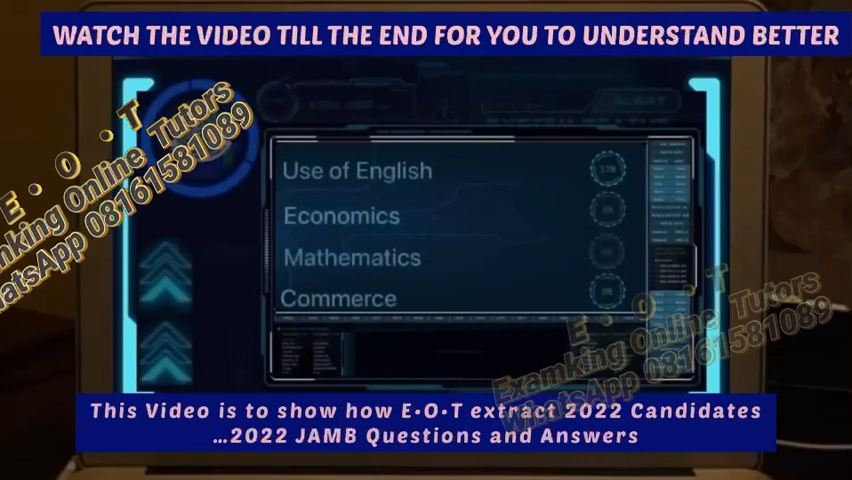 WATCH THE VIDEO TILL THE END FOR YOU TO UNDERSTAND BETTER
E • O • T
Examking Online Tutors
WhatsApp 08161581089
ALERT
Use of English
Economics
Mathematics
Commerce
E • O • T
Examking Online Tutors
WhatsApp 08161581089
This Video is to show how E•O•T extract 2022 Candidates
...2022 JAMB Questions and Answers